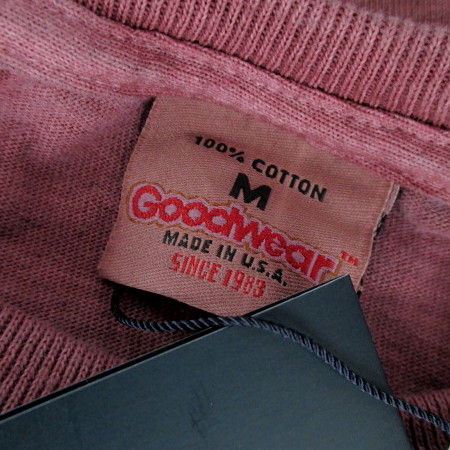 100% COTTON
M
Goodwear™
MADE IN U.S.A.
SINCE 1983